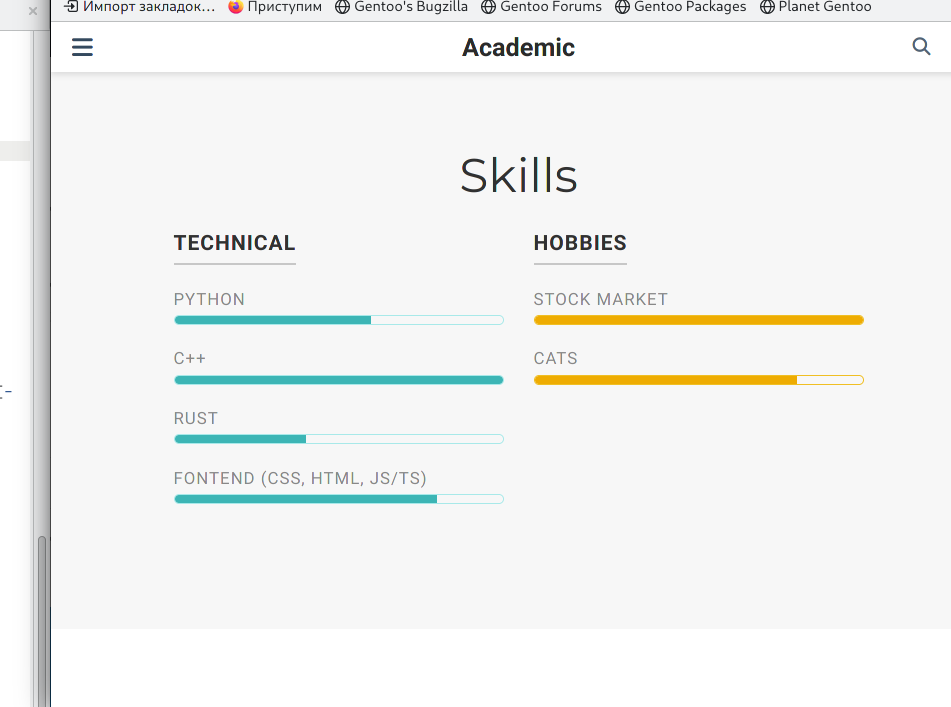 Импорт закладок… Приступим Gentoo's Bugzilla Gentoo Forums Gentoo Packages Planet Gentoo
Academic
Skills
TECHNICAL
PYTHON
C++
RUST
FONTEND (CSS, HTML, JS/TS)
HOBBIES
STOCK MARKET
CATS